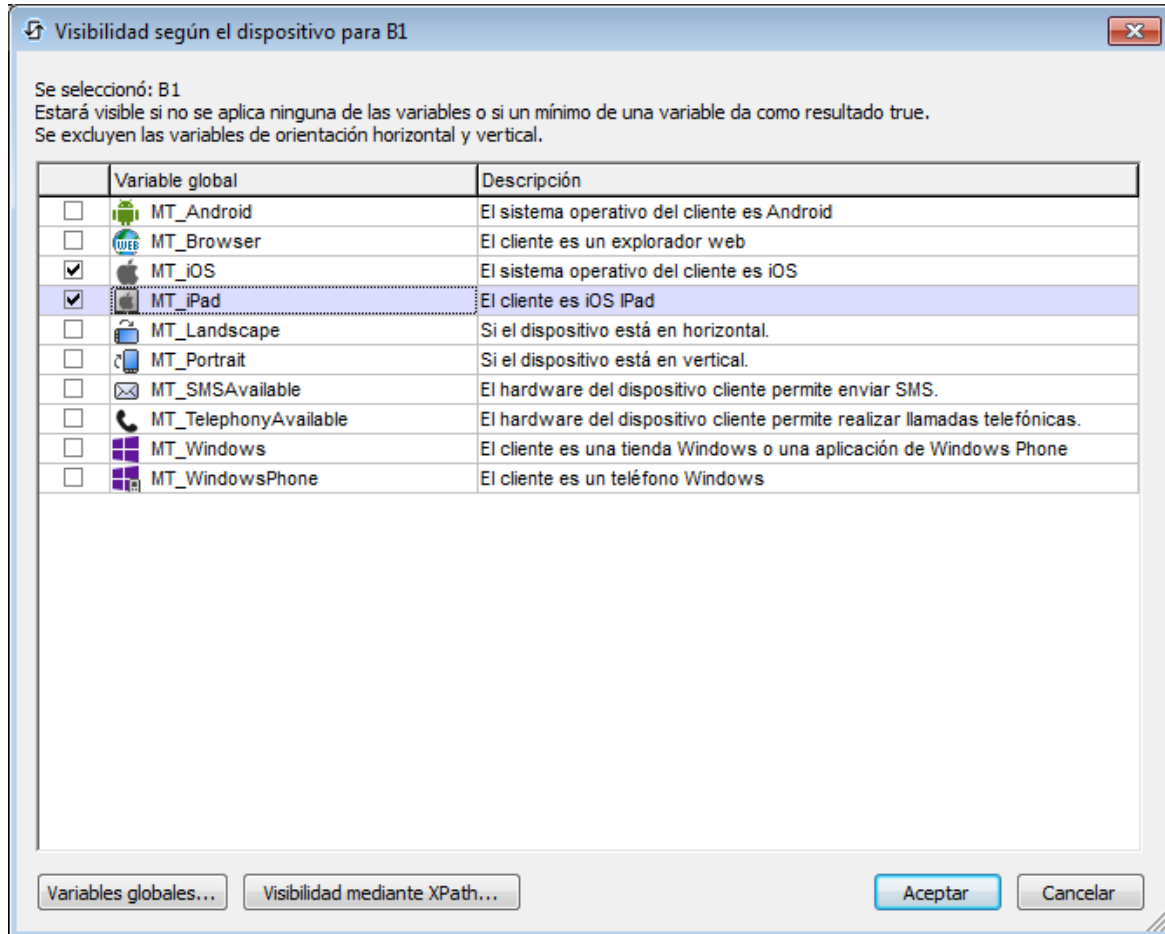 Visibilidad según el dispositivo para B1
Se seleccionó: B1
Estará visible si no se aplica ninguna de las variables o si un mínimo de una variable da como resultado true.
Se excluyen las variables de orientación horizontal y vertical.
Variable global Descripción
MT_Android El sistema operativo del cliente es Android
WEB MT_Browser El cliente es un explorador web
MT_iOS El sistema operativo del cliente es iOS
MT_iPad El cliente es iOS IPad
MT_Landscape Si el dispositivo está en horizontal.
MT_Portrait Si el dispositivo está en vertical.
MT_SMSAvailable El hardware del dispositivo cliente permite enviar SMS.
MT_TelephonyAvailable El hardware del dispositivo cliente permite realizar llamadas telefónicas.
MT_Windows El cliente es una tienda Windows o una aplicación de Windows Phone
MT_WindowsPhone El cliente es un teléfono Windows
Variables globales... Visibilidad mediante XPath... Aceptar Cancelar